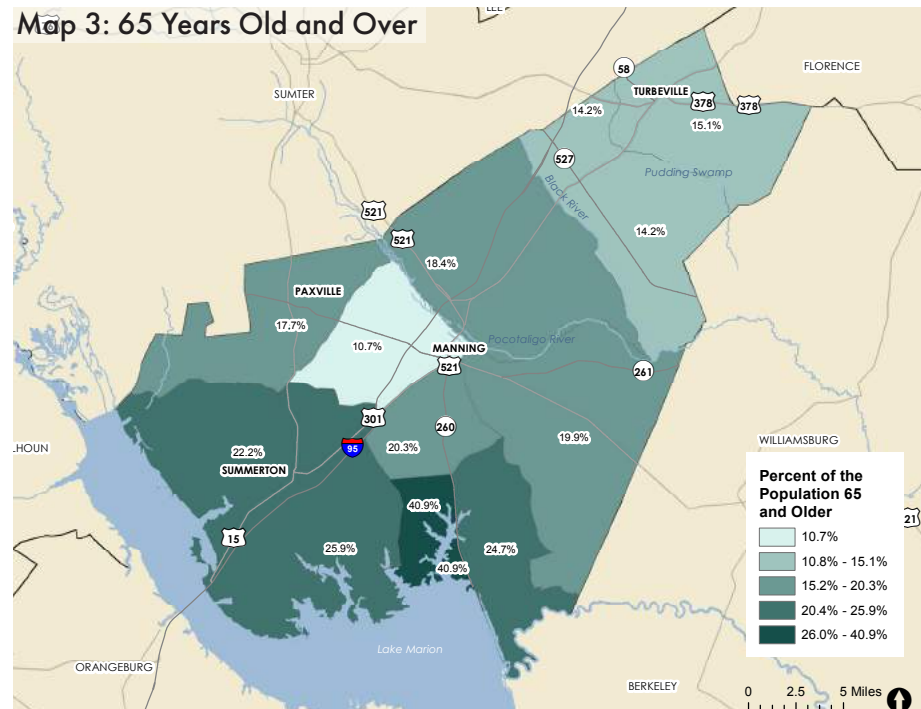 Map 3: 65 Years Old and Over
LEE
FLORENCE
SUMTER
58
TURBEVILLE
378
378
14.2%
15.1%
527
Pudding Swamp
Black River
521
521
14.2%
18.4%
PAXVILLE
17.7%
10.7%
MANNING
Pocotaligo River
521
261
301
260
95
20.3%
19.9%
WILLIAMSBURG
LHOUN
22.2%
SUMMERTON
40.9%
15
25.9%
24.7%
40.9%
21
Lake Marion
ORANGEBURG
BERKELEY
Percent of the
Population 65
and Older
10.7%
10.8% - 15.1%
15.2% - 20.3%
20.4% - 25.9%
26.0% - 40.9%
0 2.5 5 Miles